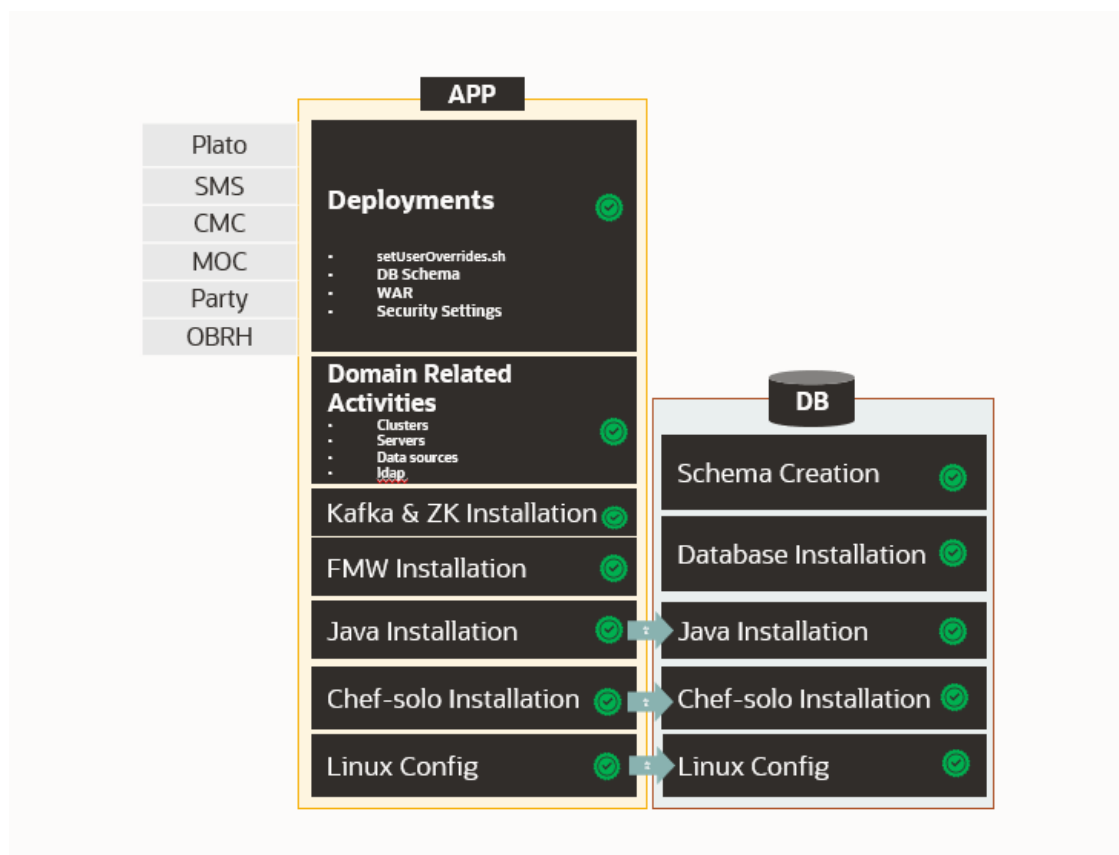 APP
Plato
SMS
CMC
MOC
Party
OBRH
Deployments
setUserOverrides.sh
DB Schema
WAR
Security Settings
Domain Related
Activities
Clusters
Servers
Data sources
ldap
Kafka & ZK Installation
FMW Installation
Java Installation
Chef-solo Installation
Linux Config
DB
Schema Creation
Database Installation
Java Installation
Chef-solo Installation
Linux Config